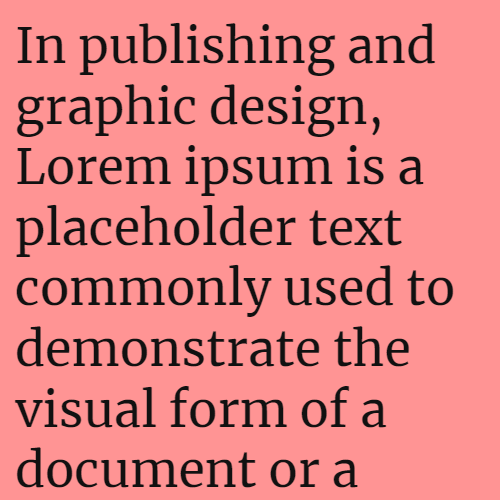 In publishing and
graphic design,
Lorem ipsum is a
placeholder text
commonly used to
demonstrate the
visual form of a
document or a